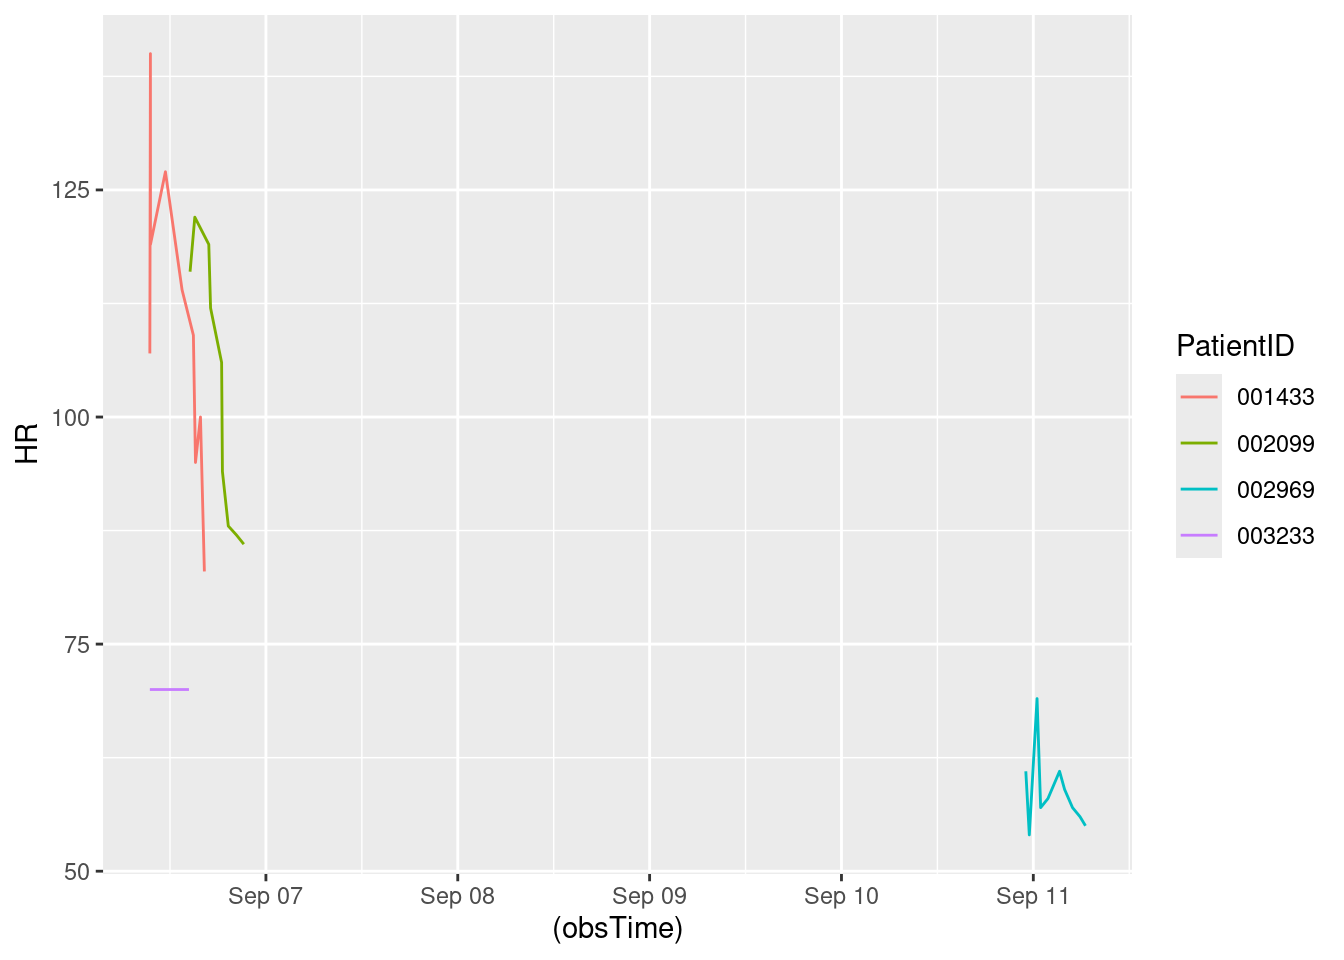 125
100
75
50
HR
Sep 07
Sep 08
Sep 09
Sep 10
Sep 11
(obsTime)
PatientID
001433
002099
002969
003233